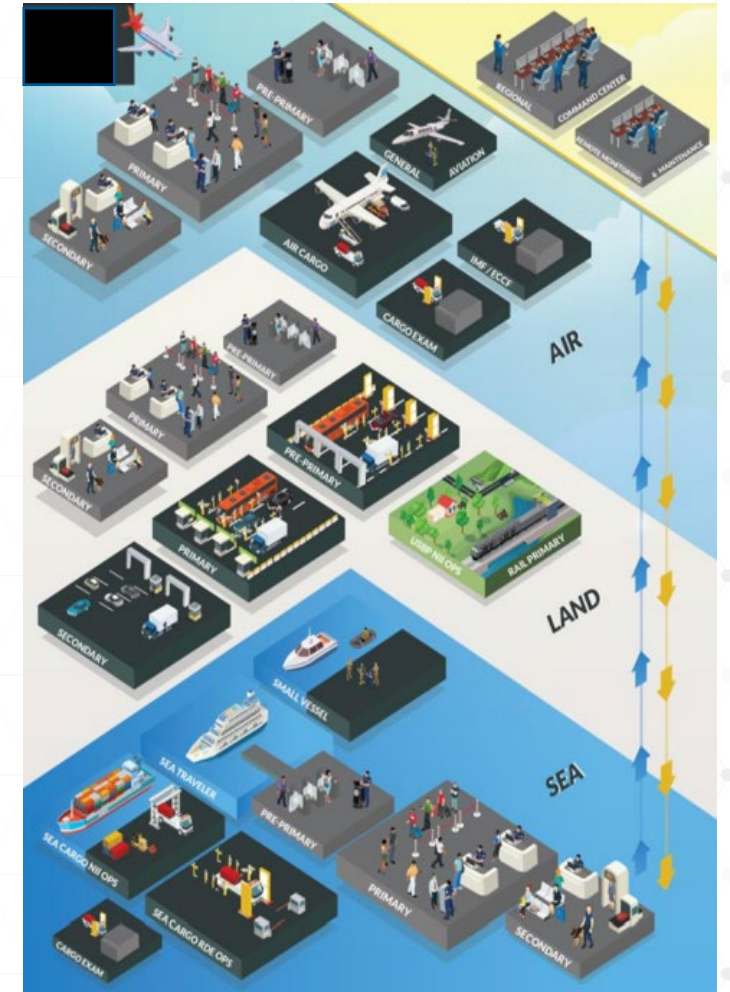 PRE-PRIMARY
PRIMARY
SECONDARY
GENERAL AVIATION
AIR CARGO
IMF / ECCF
CARGO EXAM
REGIONAL COMMAND CENTER
REMOTE MONITORING & MAINTENANCE
AIR
PRE-PRIMARY
PRIMARY
SECONDARY
PRE-PRIMARY
PRIMARY
SECONDARY
USBP NII OPS
RAIL PRIMARY
LAND
SMALL VESSEL
SEA TRAVELER
SEA
PRE-PRIMARY
PRIMARY
SECONDARY
SEA CARGO NII OPS
SEA CARGO RDE OPS
CARGO EXAM